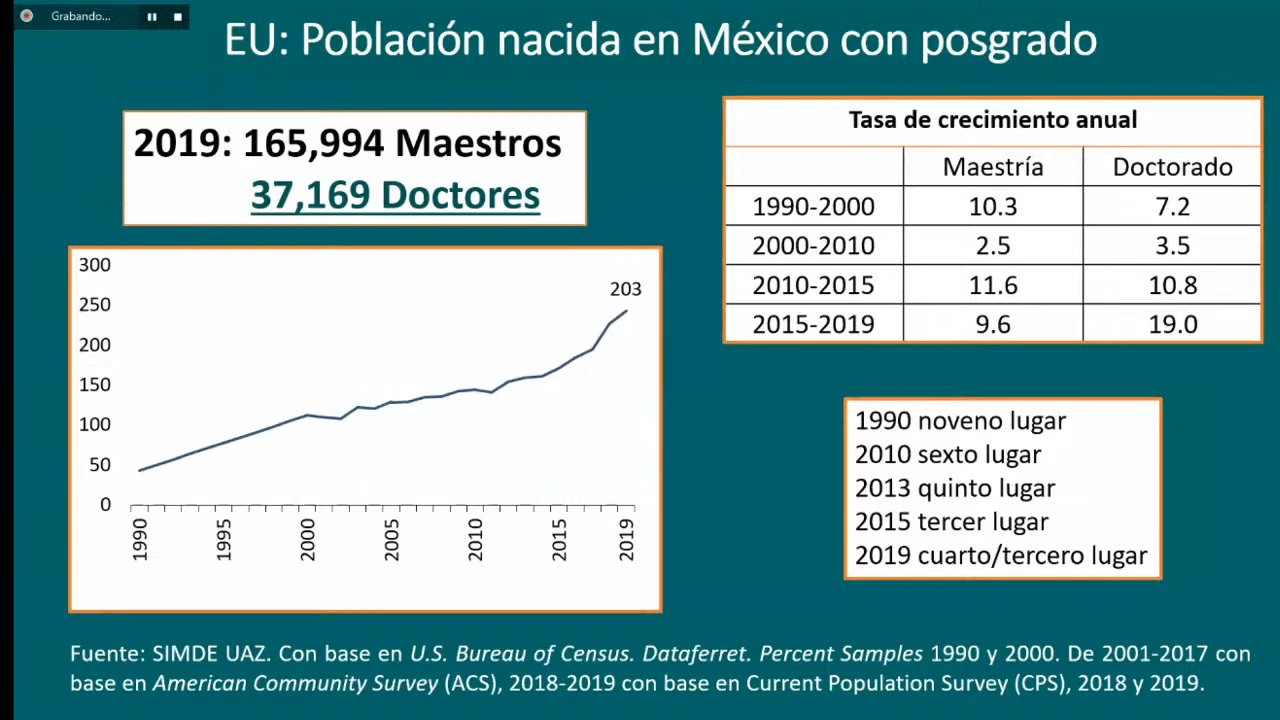 Grabando...
EU: Población nacida en México con posgrado
2019: 165,994 Maestros
37,169 Doctores
300
250
200
150
100
50
0
203
1990
1995
2000
2005
2010
2015
2019
Tasa de crecimiento anual
Maestría Doctorado
1990-2000 10.3 7.2
2000-2010 2.5 3.5
2010-2015 11.6 10.8
2015-2019 9.6 19.0
1990 noveno lugar
2010 sexto lugar
2013 quinto lugar
2015 tercer lugar
2019 cuarto/tercero lugar
Fuente: SIMDE UAZ. Con base en U.S. Bureau of Census. Dataferret. Percent Samples 1990 y 2000. De 2001-2017 con
base en American Community Survey (ACS), 2018-2019 con base en Current Population Survey (CPS), 2018 y 2019.